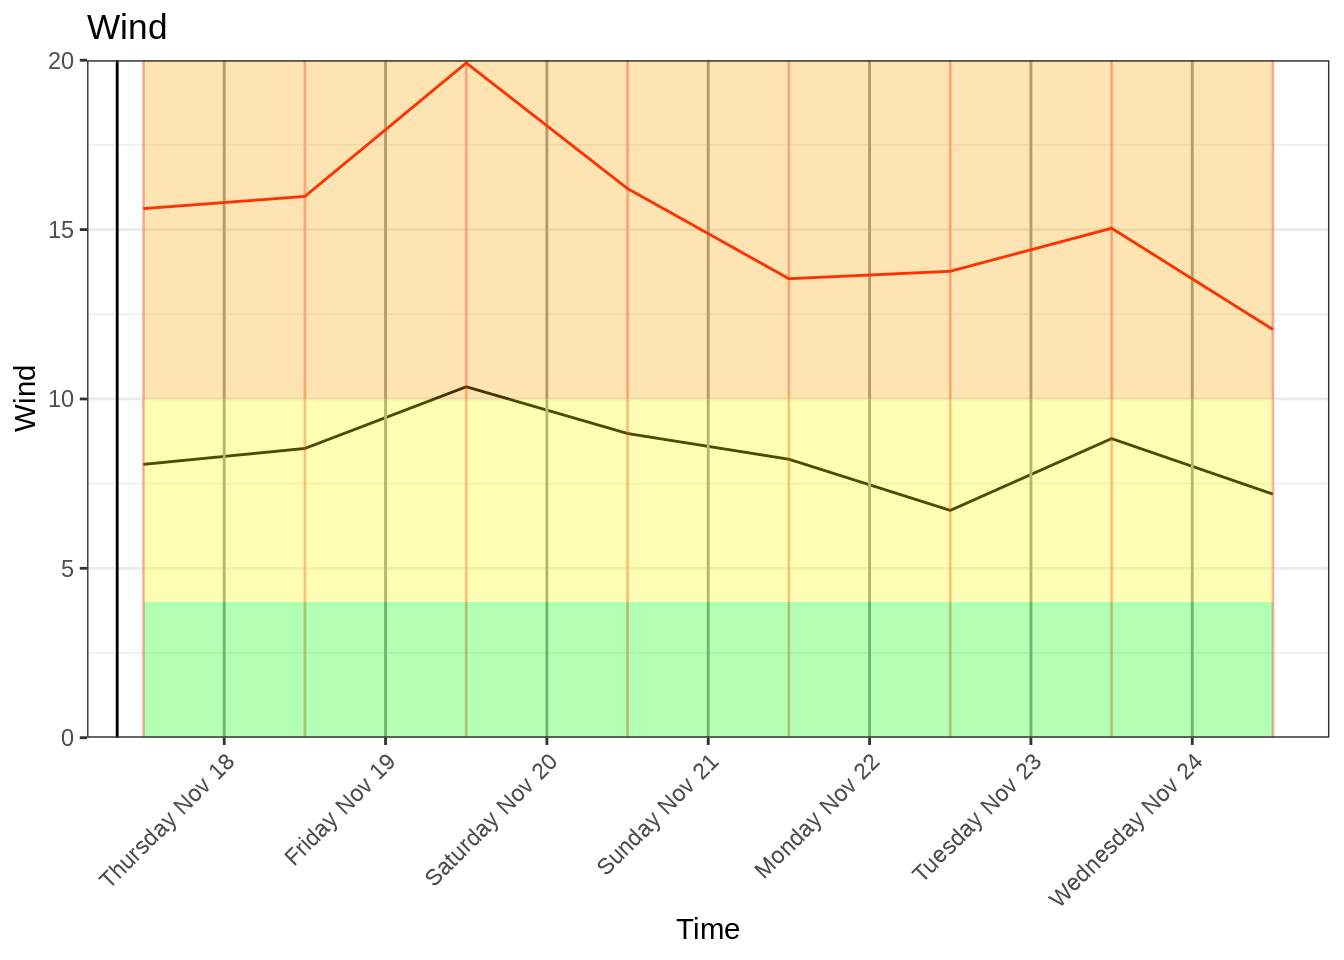 Wind
20
15
10
5
0
Wind
Thursday Nov 18
Friday Nov 19
Saturday Nov 20
Sunday Nov 21
Monday Nov 22
Tuesday Nov 23
Wednesday Nov 24
Time